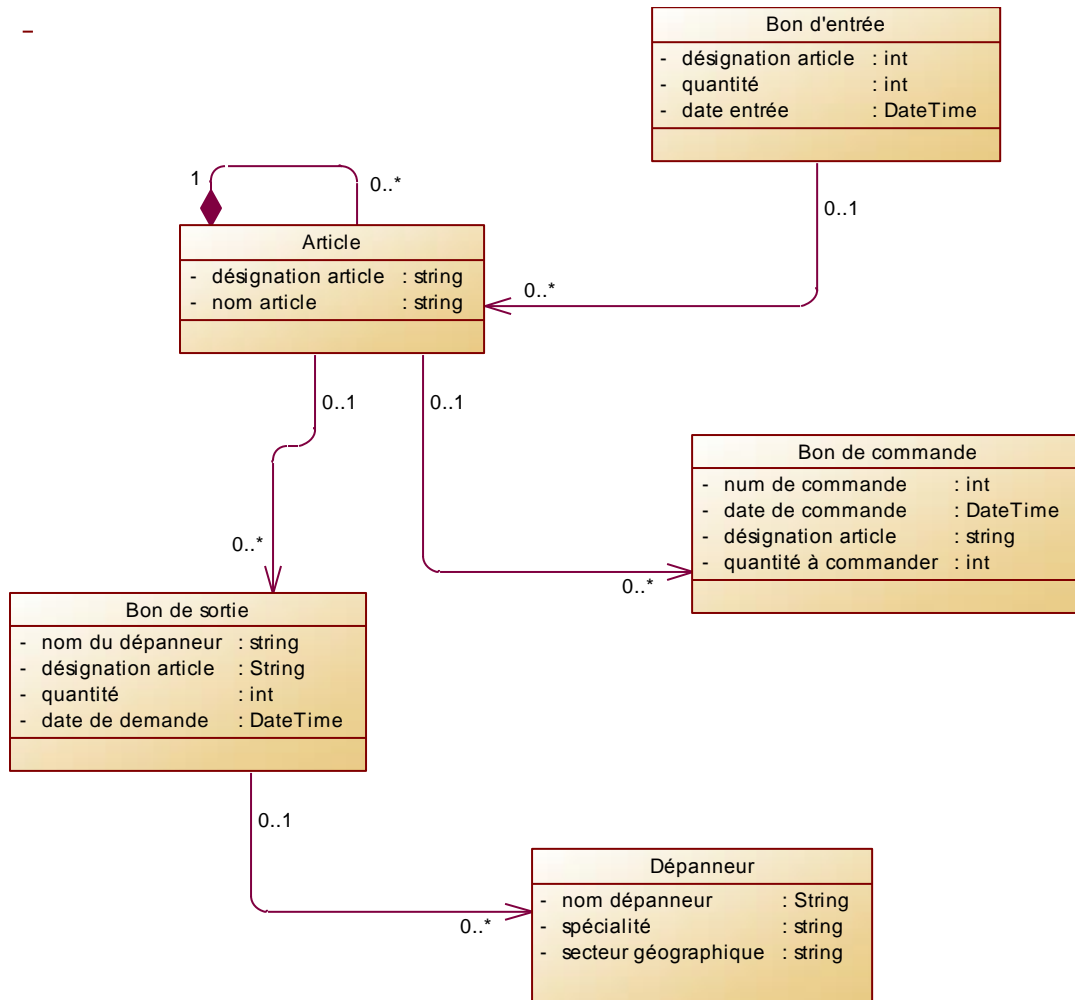 Bon d'entrée
- désignation article : int
- quantité : int
- date entrée : DateTime
0..1
1
0..*
Article
- désignation article : string
- nom article : string
0..*
0..1
0..1
Bon de commande
- num de commande : int
- date de commande : DateTime
- désignation article : string
- quantité à commander : int
0..*
0..*
Bon de sortie
- nom du dépanneur : string
- désignation article : String
- quantité : int
- date de demande : DateTime
0..1
0..*
Dépanneur
- nom dépanneur : String
- spécialité : string
- secteur géographique : string